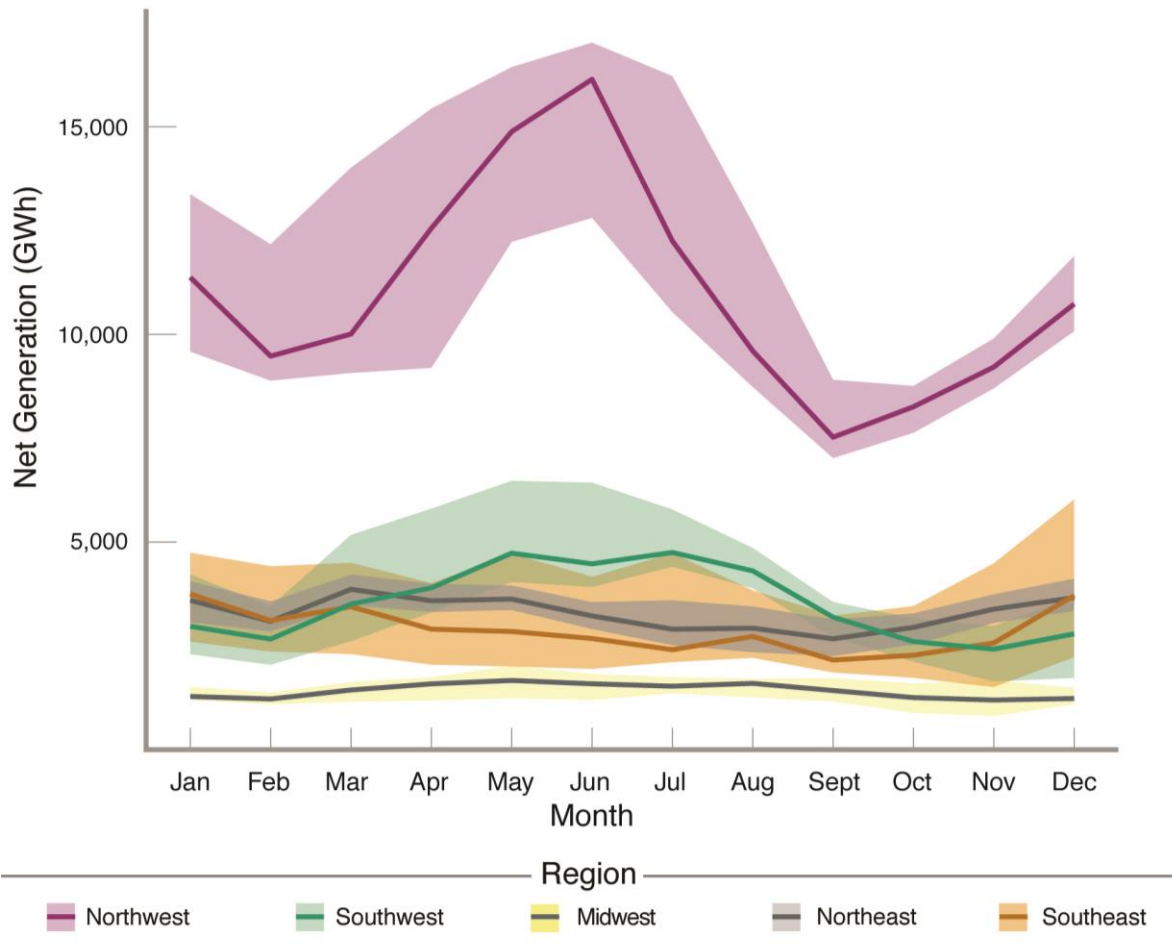 Net Generation (GWh)
15,000
10,000
5,000
Jan Feb Mar Apr May Jun Jul Aug Sept Oct Nov Dec
Month
Region
Northwest Southwest Midwest Northeast Southeast